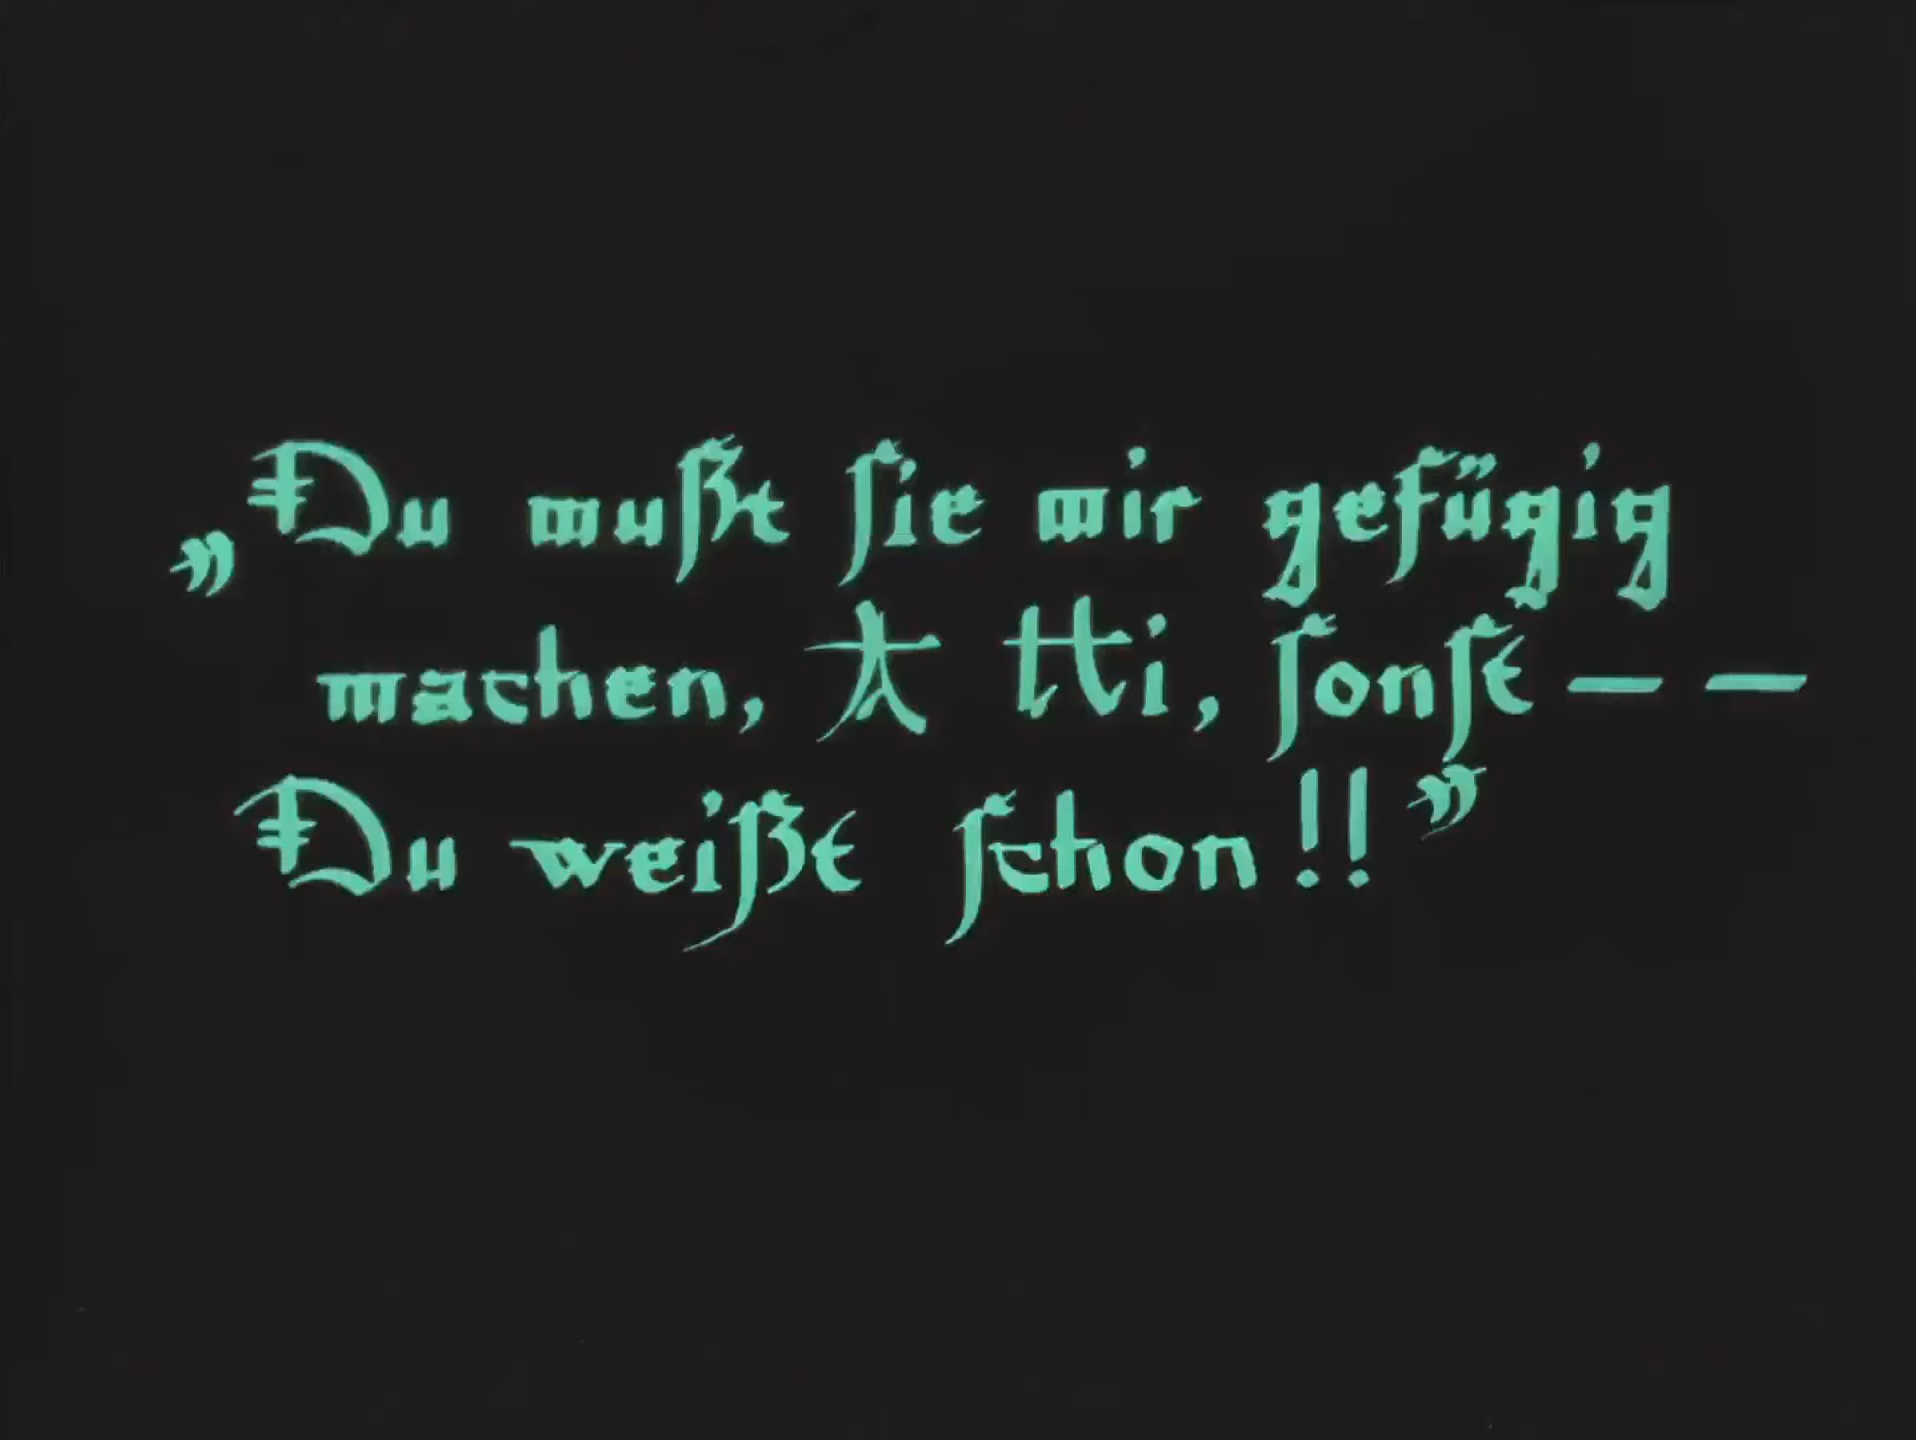 „Du mußt ſie mir gefügig
machen, A Hi, ſonſt — —
Du weißt ſchon!!”